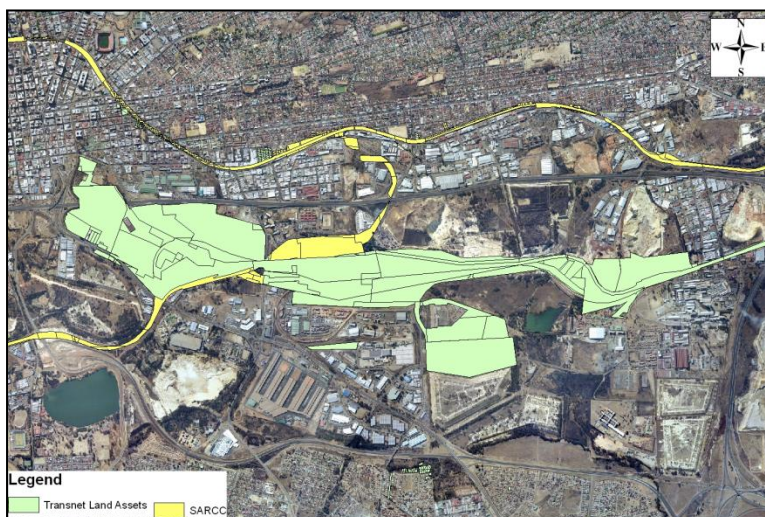 N
W E
S
Legend
Transnet Land Assets
SARCC